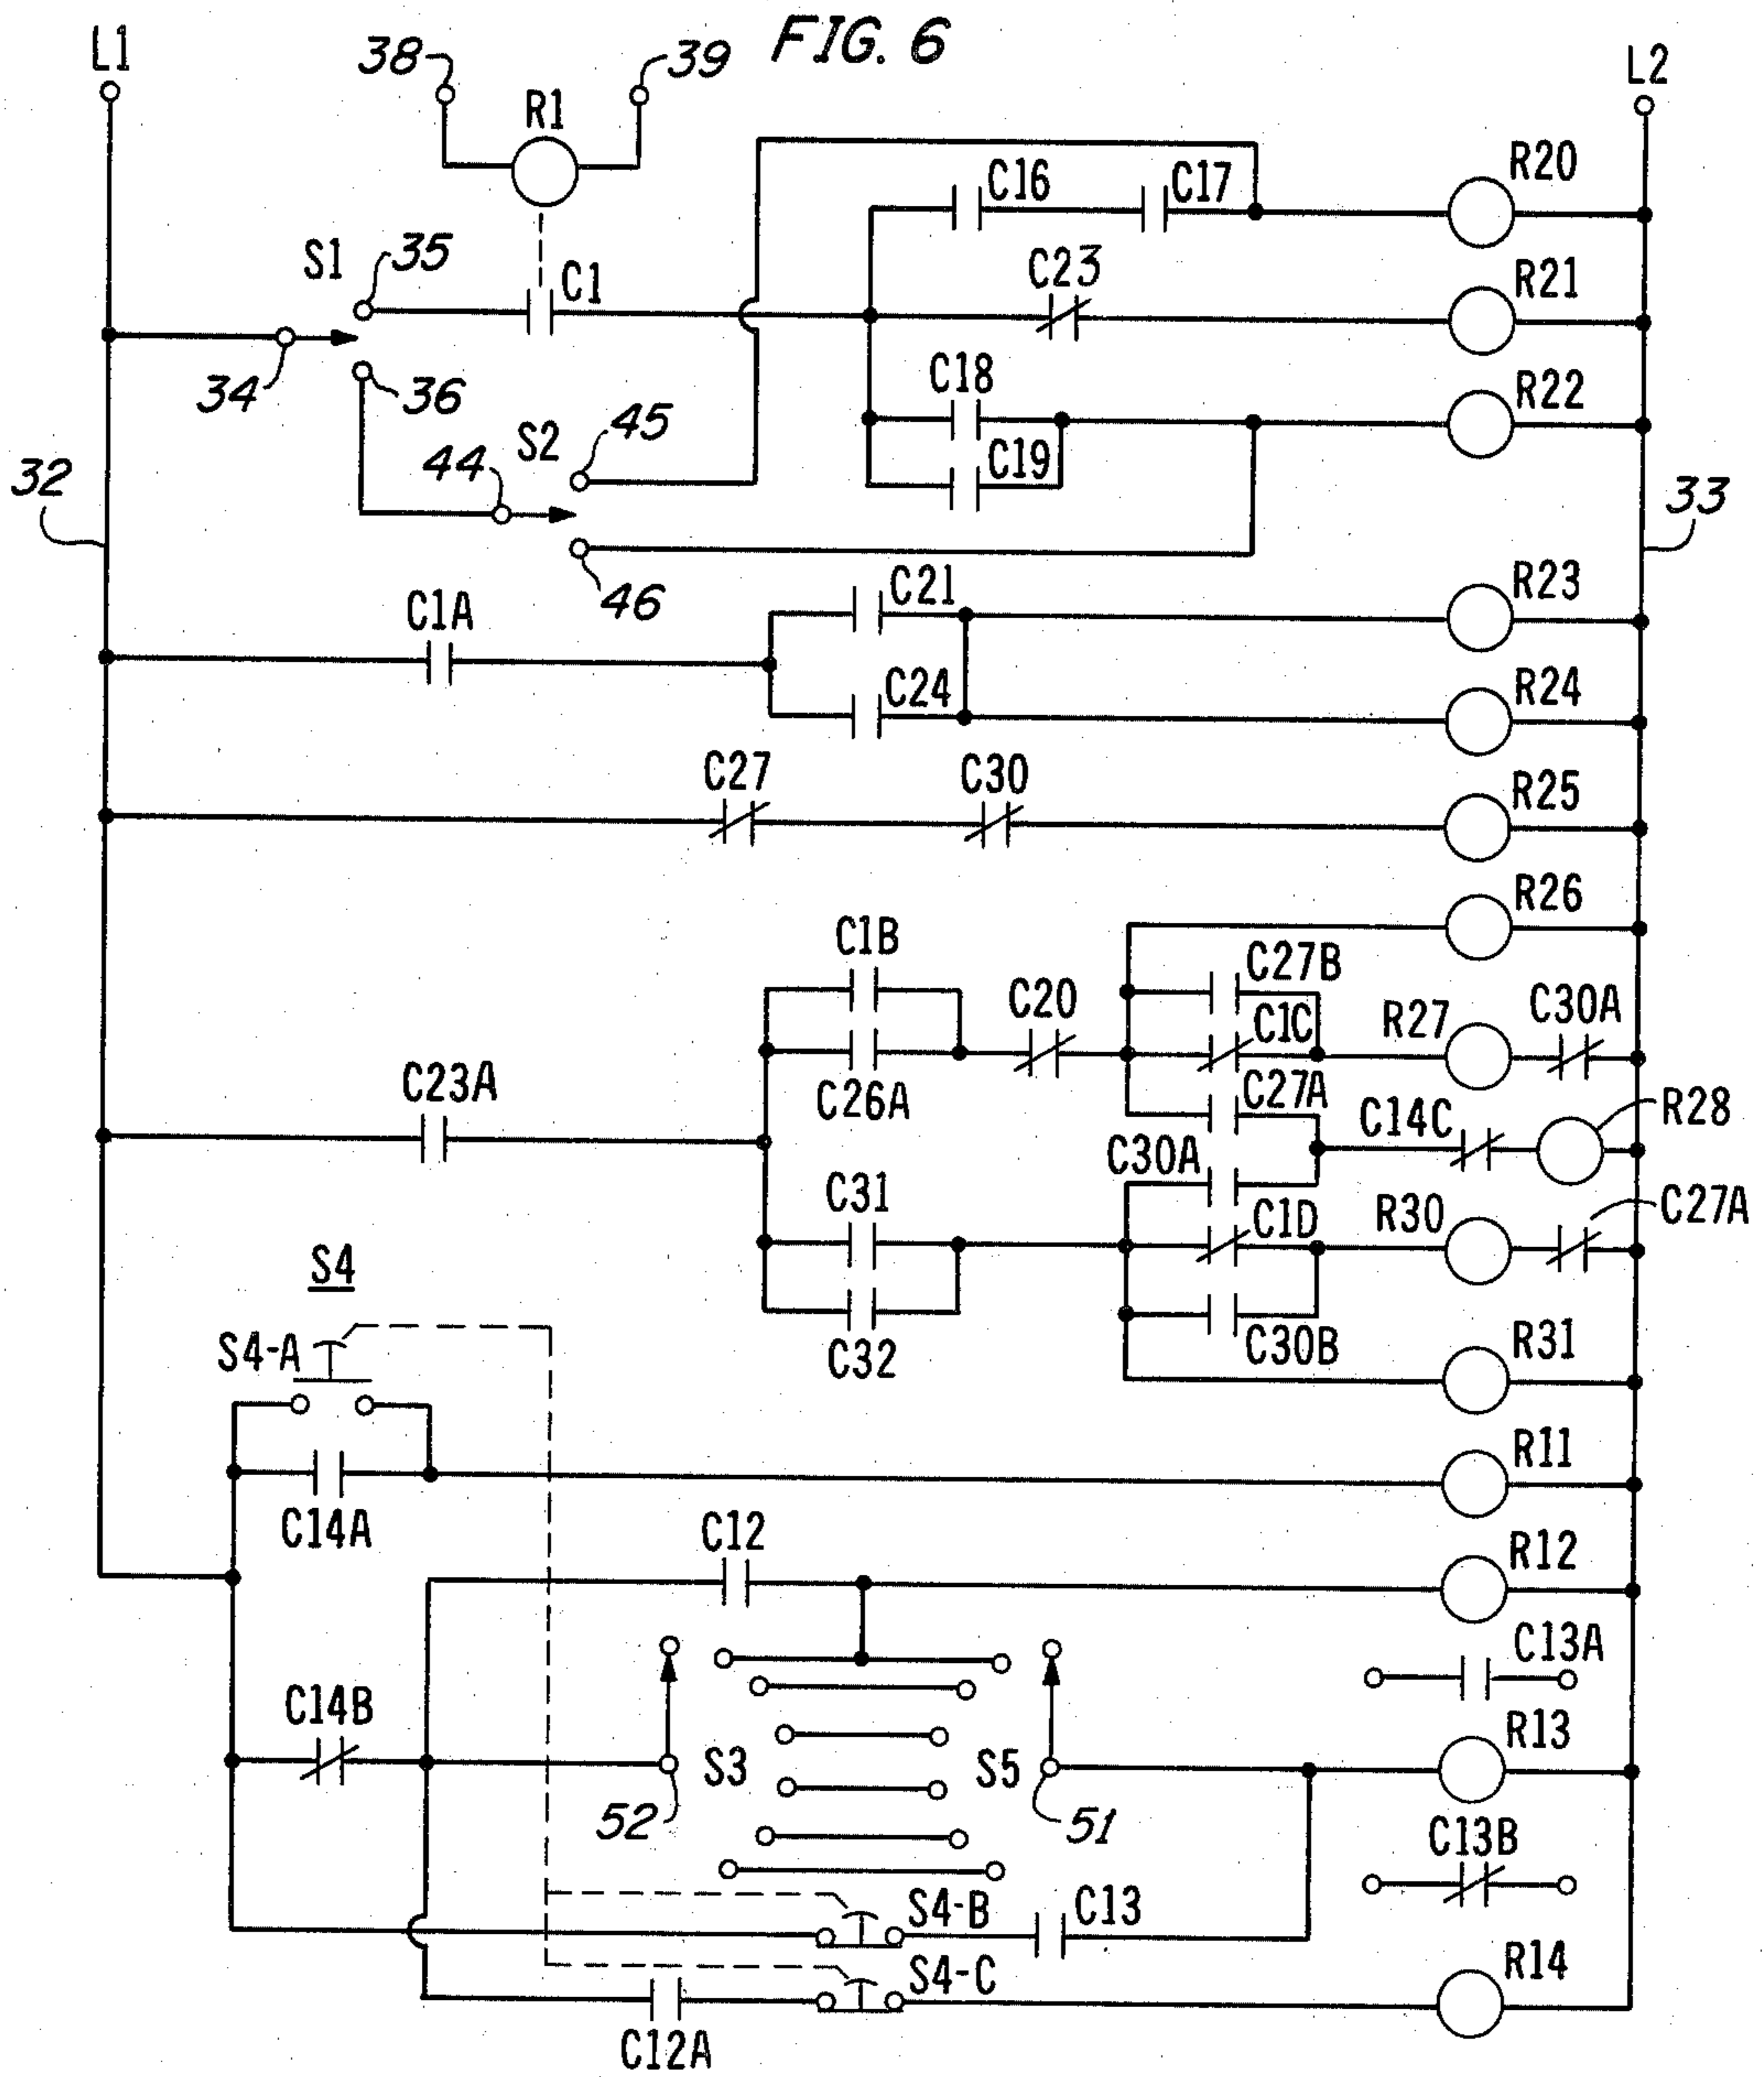 FIG. 6
L1
38
39
L2
R1
R20
C16
C17
S1
35
C1
C23
R21
34
36
C18
R22
S2
45
44
C19
32
33
46
C1A
C21
R23
C24
R24
C27
C30
R25
R26
C1B
C27B
C20
C1C
R27
C30A
C23A
C26A
C27A
C14C
R28
C30A
C31
C1D
R30
C27A
S4
C32
C30B
R31
S4-A
R11
C14A
C12
R12
C13A
C14B
R13
S3
S5
52
51
C13B
S4-B
C13
S4-C
R14
C12A